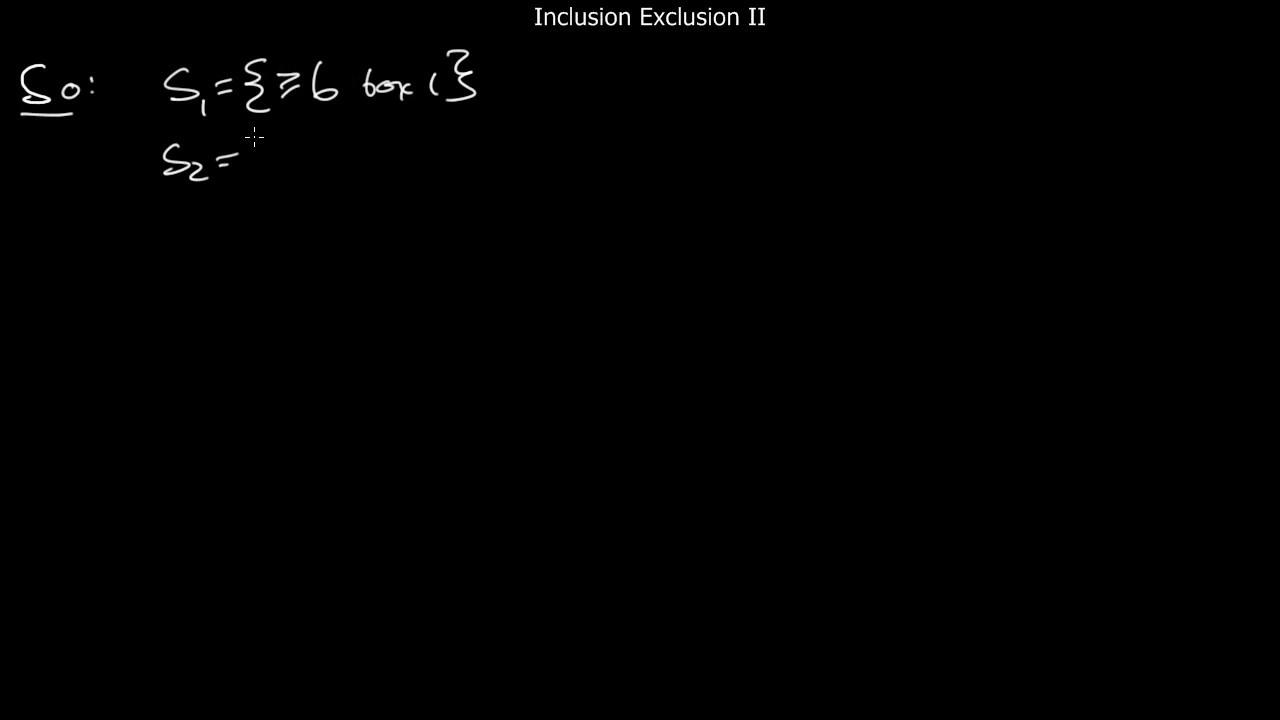 Inclusion Exclusion II
So: S₁ = {≥6 box 1}
S₂ =